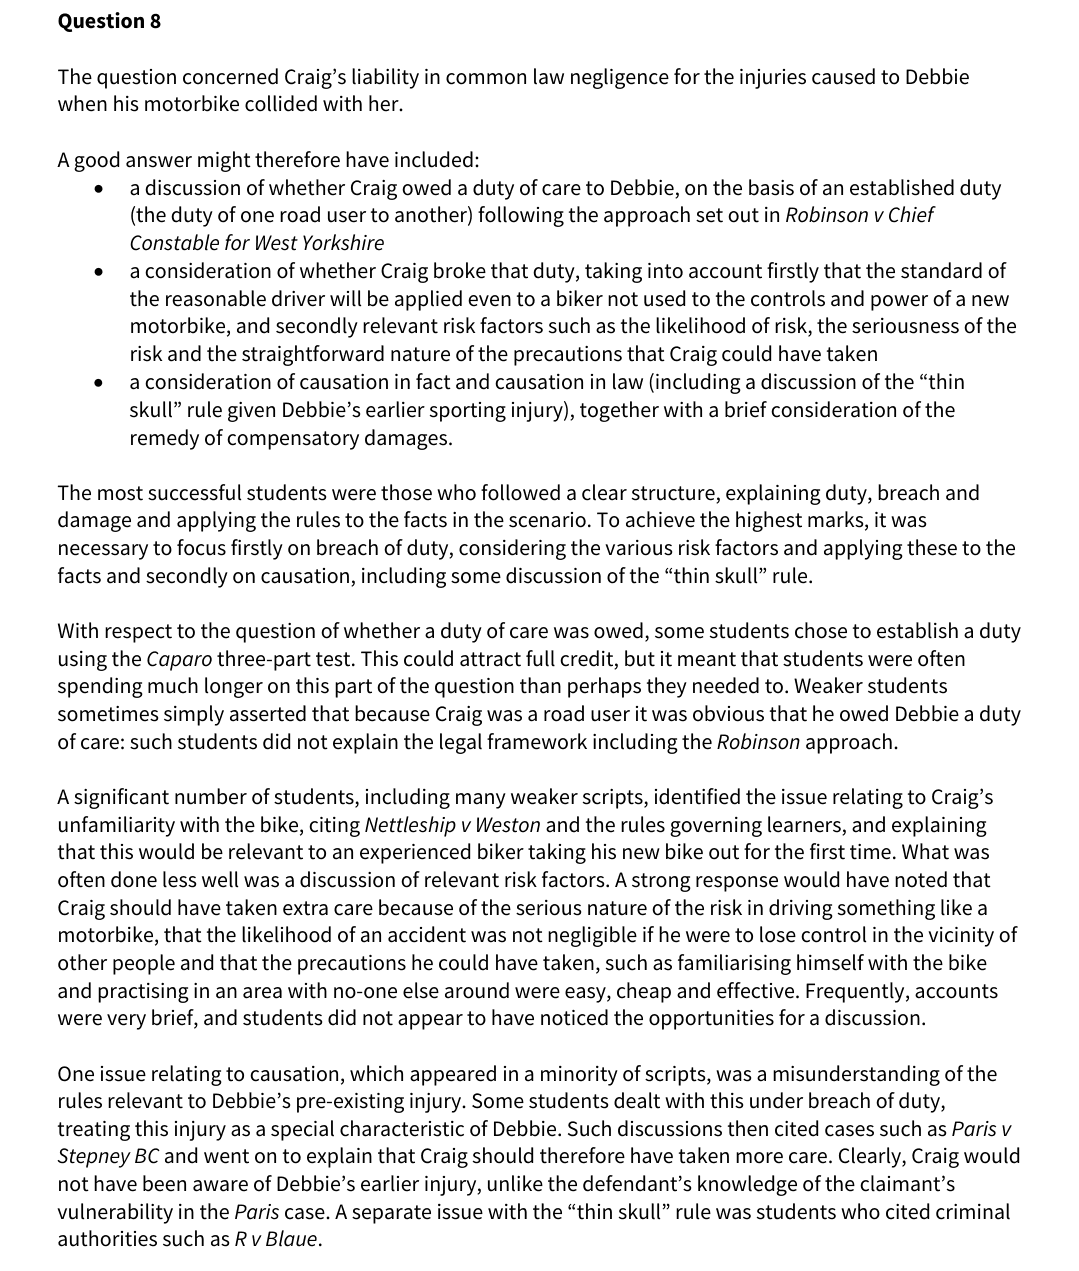 Question 8
The question concerned Craig's liability in common law negligence for the injuries caused to Debbie
when his motorbike collided with her.
A good answer might therefore have included:
• a discussion of whether Craig owed a duty of care to Debbie, on the basis of an established duty
(the duty of one road user to another) following the approach set out in Robinson v Chief
Constable for West Yorkshire
• a consideration of whether Craig broke that duty, taking into account firstly that the standard of
the reasonable driver will be applied even to a biker not used to the controls and power of a new
motorbike, and secondly relevant risk factors such as the likelihood of risk, the seriousness of the
risk and the straightforward nature of the precautions that Craig could have taken
• a consideration of causation in fact and causation in law (including a discussion of the “thin
skull” rule given Debbie’s earlier sporting injury), together with a brief consideration of the
remedy of compensatory damages.
The most successful students were those who followed a clear structure, explaining duty, breach and
damage and applying the rules to the facts in the scenario. To achieve the highest marks, it was
necessary to focus firstly on breach of duty, considering the various risk factors and applying these to the
facts and secondly on causation, including some discussion of the “thin skull” rule.
With respect to the question of whether a duty of care was owed, some students chose to establish a duty
using the Caparo three-part test. This could attract full credit, but it meant that students were often
spending much longer on this part of the question than perhaps they needed to. Weaker students
sometimes simply asserted that because Craig was a road user it was obvious that he owed Debbie a duty
of care: such students did not explain the legal framework including the Robinson approach.
A significant number of students, including many weaker scripts, identified the issue relating to Craig’s
unfamiliarity with the bike, citing Nettleship v Weston and the rules governing learners, and explaining
that this would be relevant to an experienced biker taking his new bike out for the first time. What was
often done less well was a discussion of relevant risk factors. A strong response would have noted that
Craig should have taken extra care because of the serious nature of the risk in driving something like a
motorbike, that the likelihood of an accident was not negligible if he were to lose control in the vicinity of
other people and that the precautions he could have taken, such as familiarising himself with the bike
and practising in an area with no-one else around were easy, cheap and effective. Frequently, accounts
were very brief, and students did not appear to have noticed the opportunities for a discussion.
One issue relating to causation, which appeared in a minority of scripts, was a misunderstanding of the
rules relevant to Debbie’s pre-existing injury. Some students dealt with this under breach of duty,
treating this injury as a special characteristic of Debbie. Such discussions then cited cases such as Paris v
Stepney BC and went on to explain that Craig should therefore have taken more care. Clearly, Craig would
not have been aware of Debbie’s earlier injury, unlike the defendant’s knowledge of the claimant’s
vulnerability in the Paris case. A separate issue with the “thin skull” rule was students who cited criminal
authorities such as R v Blaue.